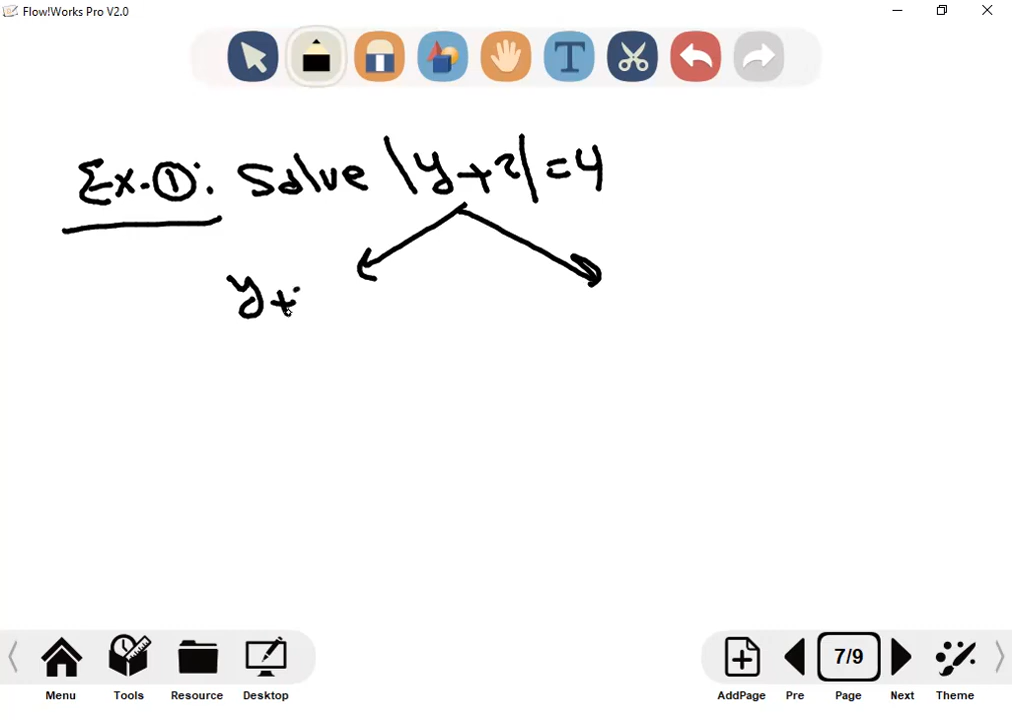 Flow!Works Pro V2.0
T
Ex.①: Solve |y+2|=4
y+
7/9
Menu Tools Resource Desktop AddPage Pre Page Next Theme